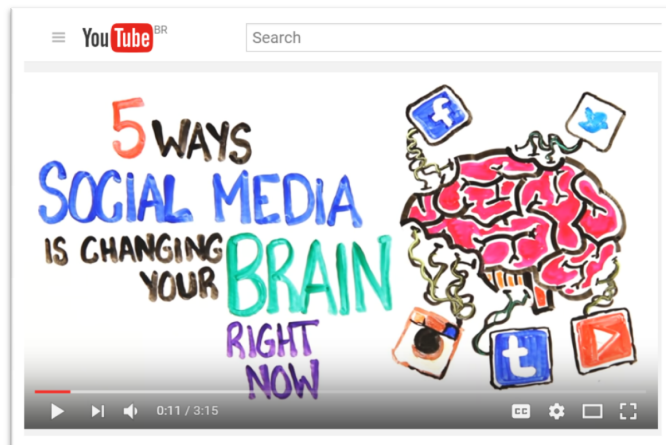 YouTube BR
Search
5 WAYS
SOCIAL MEDIA
IS CHANGING
YOUR BRAIN
RIGHT
NOW
f
t
0:11 / 3:15
CC